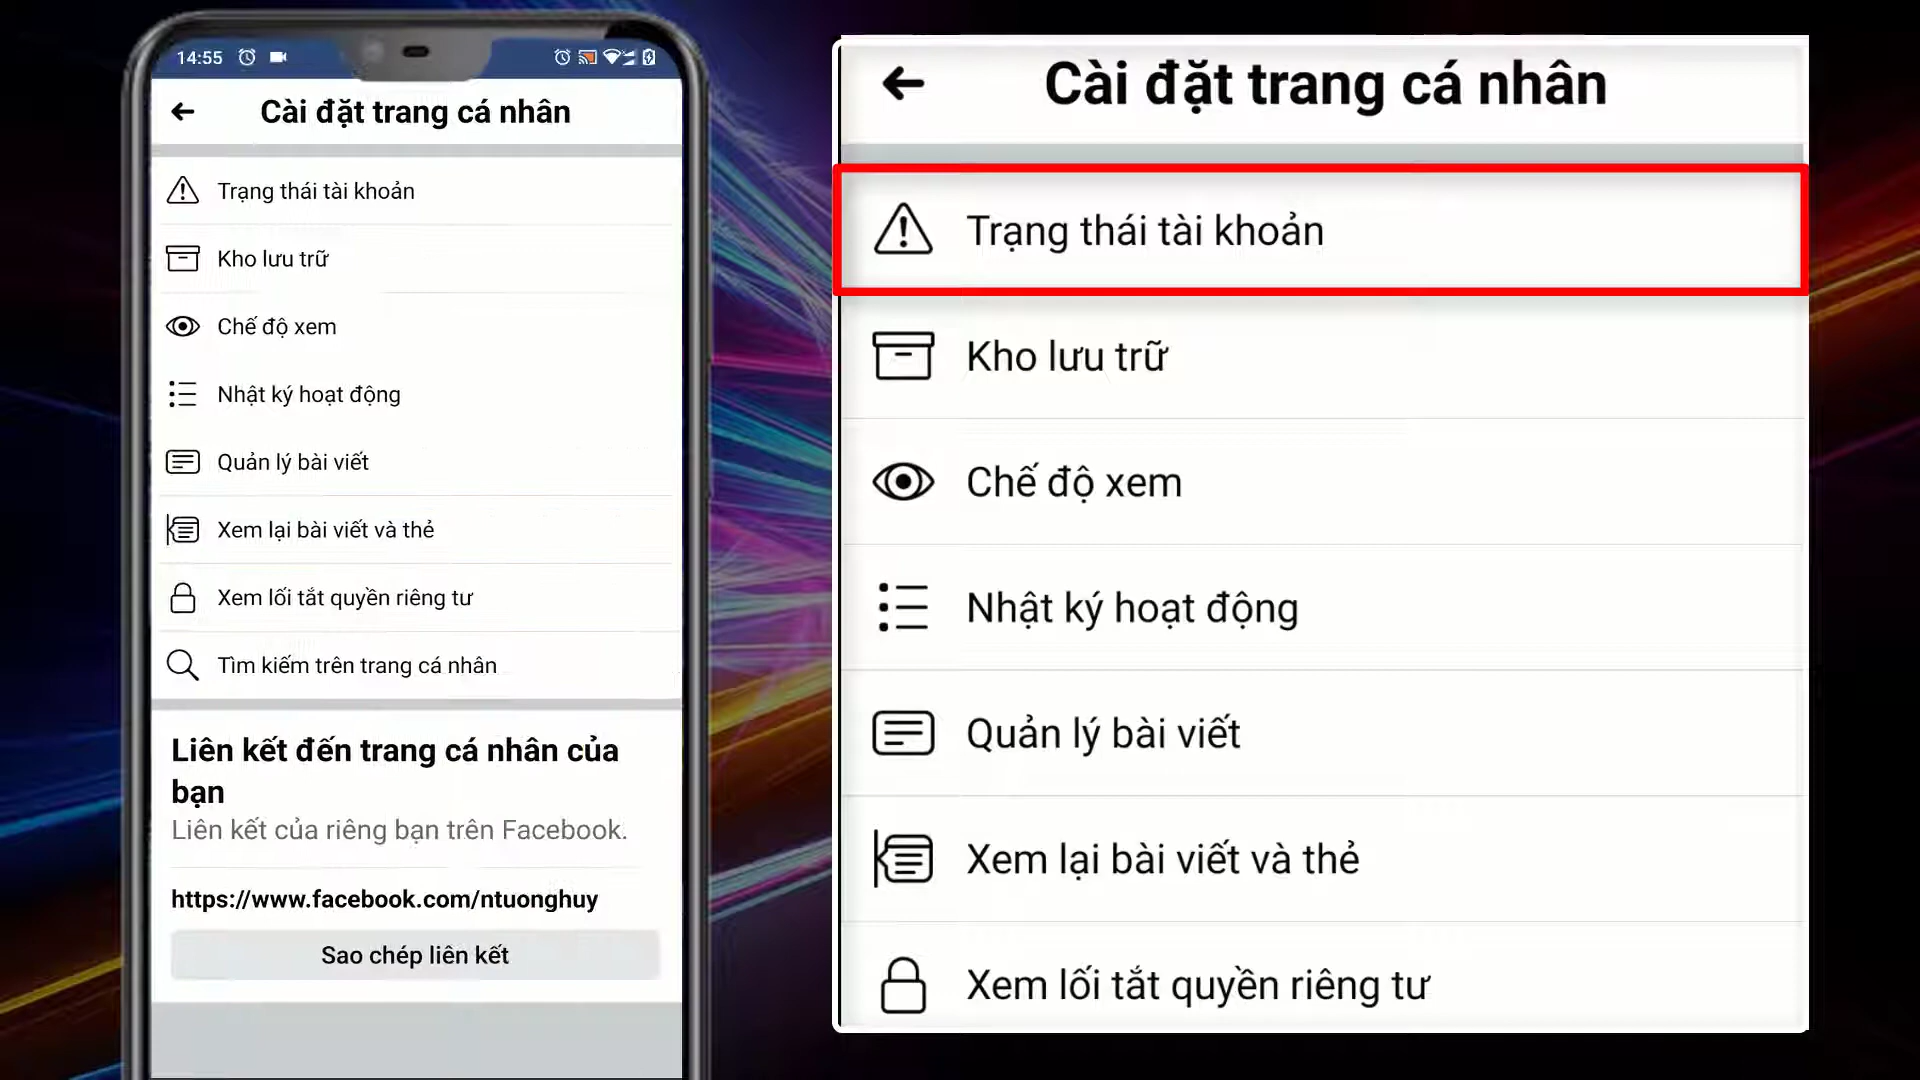 14:55
Cài đặt trang cá nhân
Trạng thái tài khoản
Kho lưu trữ
Chế độ xem
Nhật ký hoạt động
Quản lý bài viết
Xem lại bài viết và thẻ
Xem lối tắt quyền riêng tư
Tìm kiếm trên trang cá nhân
Liên kết đến trang cá nhân của
bạn
Liên kết của riêng bạn trên Facebook.
https://www.facebook.com/ntuonghuy
Sao chép liên kết
Cài đặt trang cá nhân
Trạng thái tài khoản
Kho lưu trữ
Chế độ xem
Nhật ký hoạt động
Quản lý bài viết
Xem lại bài viết và thẻ
Xem lối tắt quyền riêng tư